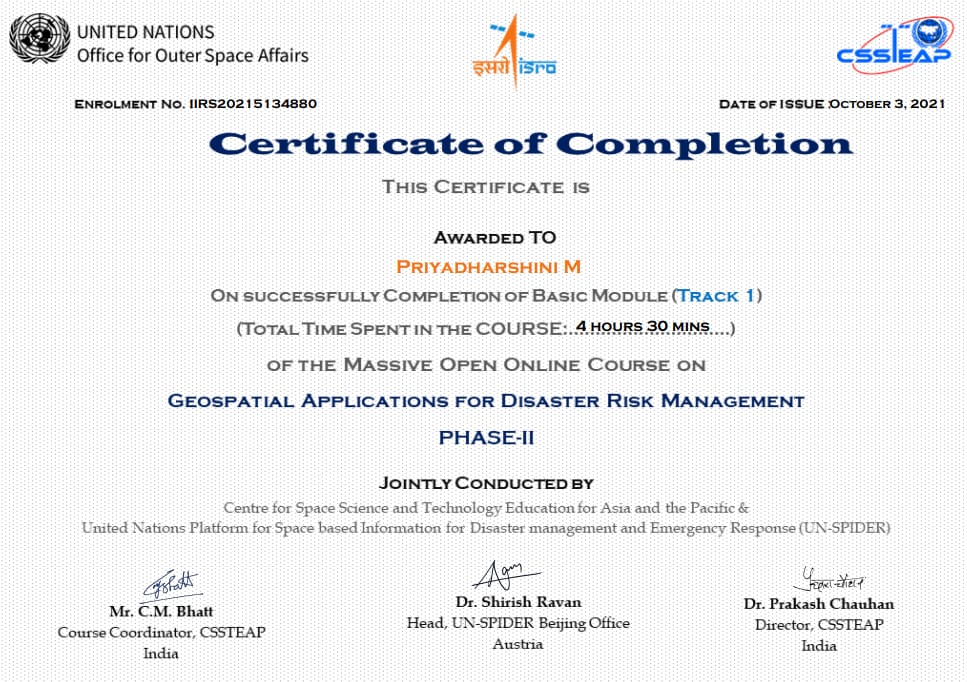 UNITED NATIONS
Office for Outer Space Affairs
इसरो isro
CSSTEAP
ENROLMENT NO. IIRS20215134880
DATE OF ISSUE :OCTOBER 3, 2021
Certificate of Completion
THIS CERTIFICATE IS
AWARDED TO
PRIYADHARSHINI M
ON SUCCESSFULLY COMPLETION OF BASIC MODULE (TRACK 1)
(TOTAL TIME SPENT IN THE COURSE:..4 HOURS 30 MINS....)
OF THE MASSIVE OPEN ONLINE COURSE ON
GEOSPATIAL APPLICATIONS FOR DISASTER RISK MANAGEMENT
PHASE-II
JOINTLY CONDUCTED BY
Centre for Space Science and Technology Education for Asia and the Pacific &
United Nations Platform for Space based Information for Disaster management and Emergency Response (UN-SPIDER)
Mr. C.M. Bhatt
Course Coordinator, CSSTEAP
India
Dr. Shirish Ravan
Head, UN-SPIDER Beijing Office
Austria
Dr. Prakash Chauhan
Director, CSSTEAP
India